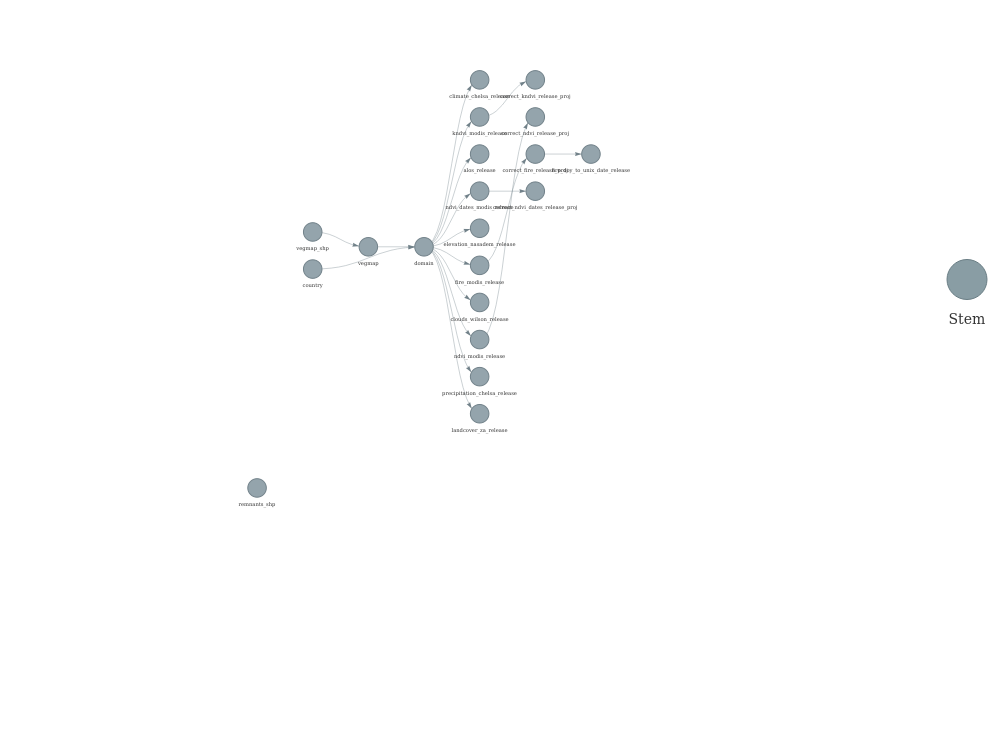 climate_chelsa_release
correct_kndvi_release_proj
kndvi_modis_release
correct_ndvi_release_proj
alos_release
correct_fire_release_proj
ndvi_dates_modis_release
correct_ndvi_dates_release_proj
vegmap_shp
elevation_nasadem_release
vegmap
domain
country
fire_modis_release
clouds_wilson_release
Stem
ndvi_modis_release
precipitation_chelsa_release
landcover_za_release
remnants_shp